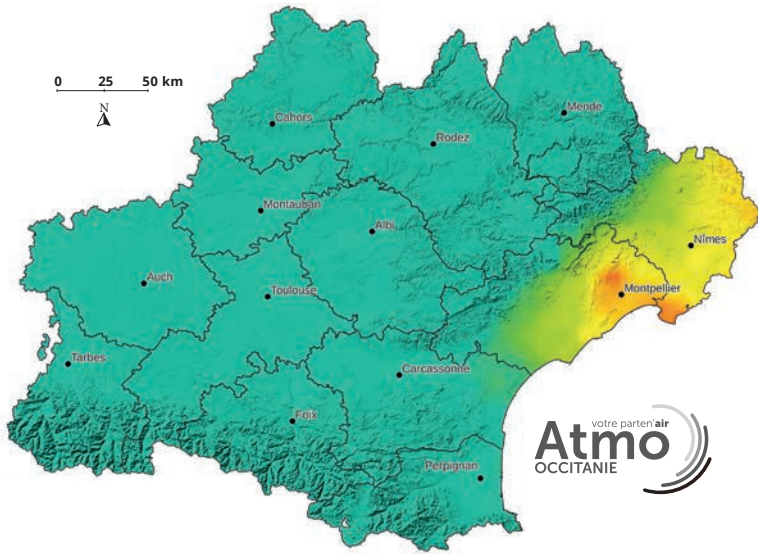 0 25 50 km
N
Cahors
Mende
Rodez
Montauban
Albi
Nîmes
Auch
Toulouse
Montpellier
Tarbes
Carcassonne
Foix
Perpignan
votre parten'air
Atmo
OCCITANIE